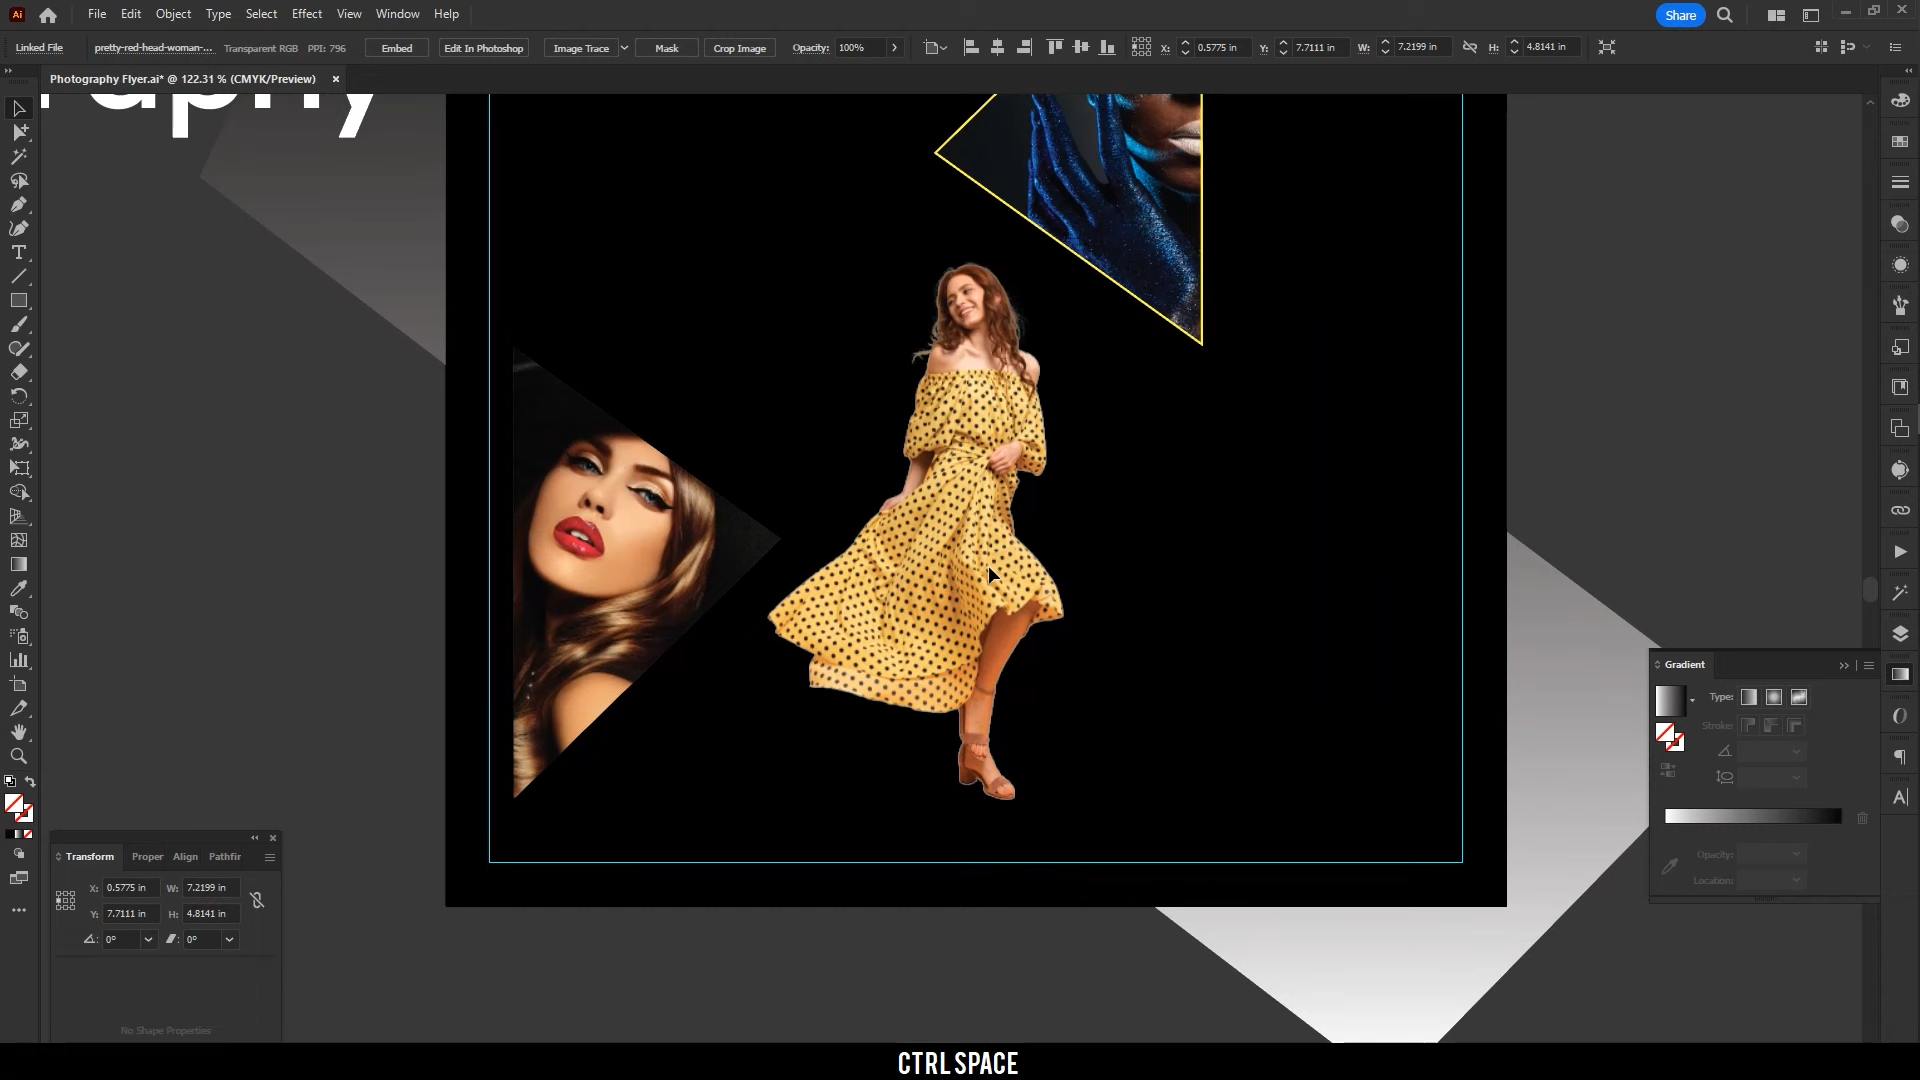 Ai File Edit Object Type Select Effect View Window Help Share
Linked File pretty-red-head-woman-... Transparent RGB PPI: 796 Embed Edit In Photoshop Image Trace Mask Crop Image Opacity: 100% X: 0.5775 in Y: 7.7111 in W: 7.2199 in H: 4.8141 in
Photography Flyer.ai* @ 122.31 % (CMYK/Preview) ×
raphy
Gradient
Type:
Stroke:
Opacity:
Location:
Transform Proper Align Pathfir
X: 0.5775 in W: 7.2199 in
Y: 7.7111 in H: 4.8141 in
0° 0°
No Shape Properties
CTRL SPACE